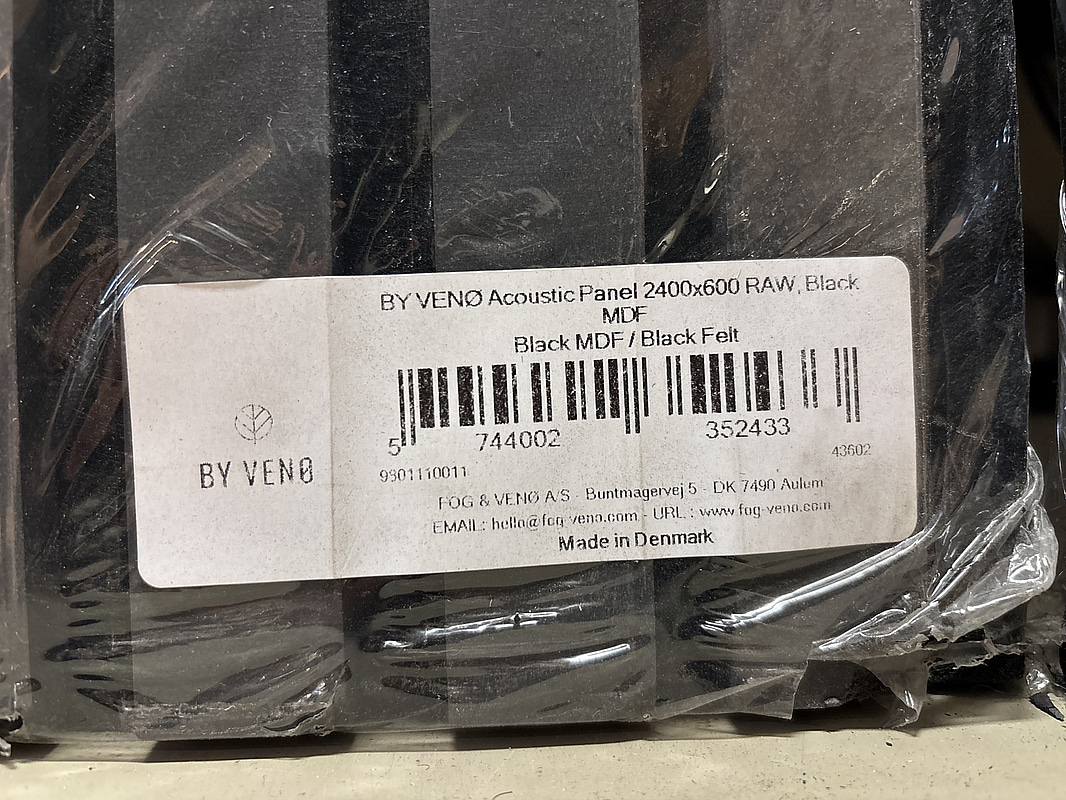 BY VENØ Acoustic Panel 2400x600 RAW, Black
MDF
Black MDF / Black Felt
5 744002 352433
9801110011 43602
FOG & VENØ A/S - Buntmagervej 5 - DK 7490 Aulum
EMAIL: hello@fog-veno.com - URL: www.fog-veno.com
Made in Denmark
BY VENØ